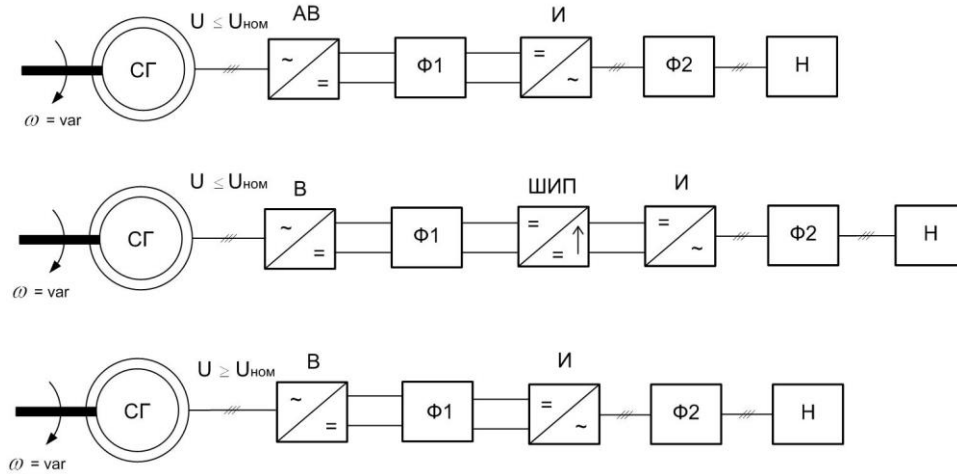 U ≤ Uном АВ И
СГ ~ = Ф1 = ~ Ф2 Н
ω = var
U ≤ Uном В ШИП И
СГ ~ = Ф1 = = ↑ = ~ Ф2 Н
ω = var
U ≥ Uном В И
СГ ~ = Ф1 = ~ Ф2 Н
ω = var